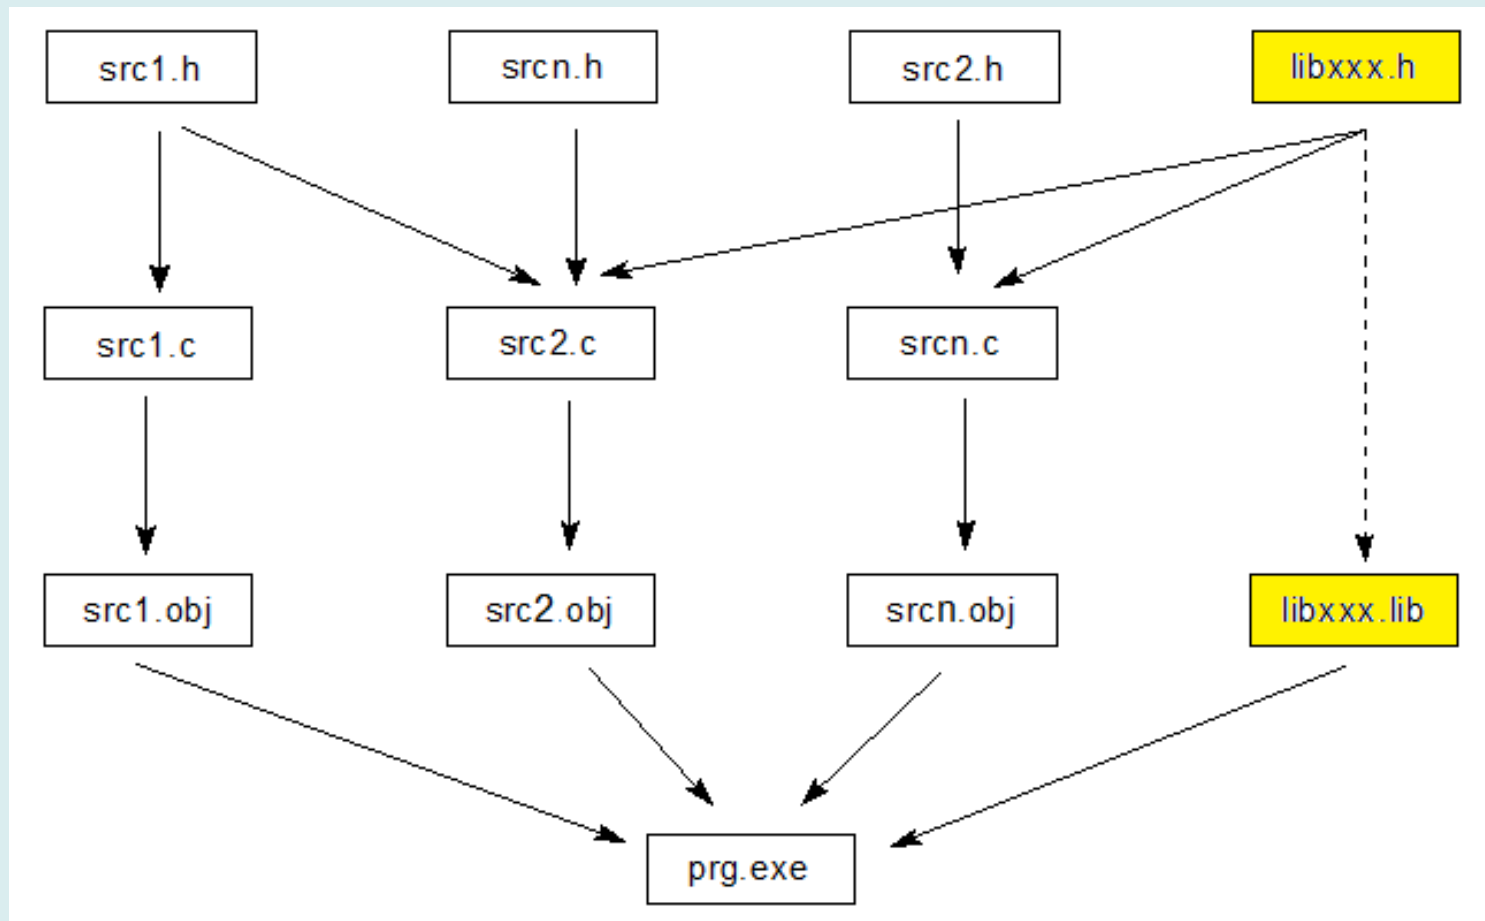 src1.h
srcn.h
src2.h
libxxx.h
src1.c
src2.c
srcn.c
src1.obj
src2.obj
srcn.obj
libxxx.lib
prg.exe